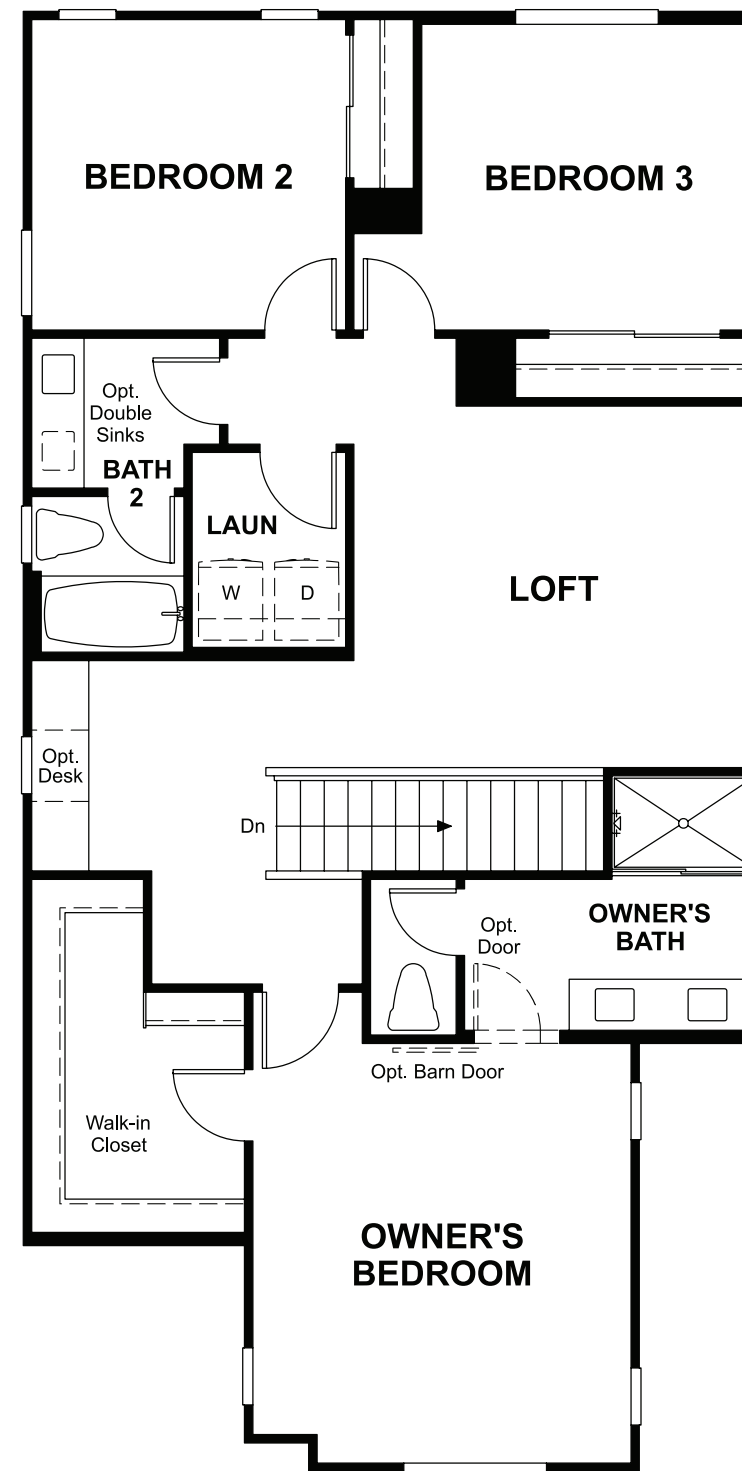 BEDROOM 2
BEDROOM 3
Opt.
Double
Sinks
BATH
2
LAUN
W
D
LOFT
Opt.
Desk
Dn
OWNER'S
BATH
Opt.
Door
Opt. Barn Door
Walk-in
Closet
OWNER'S
BEDROOM